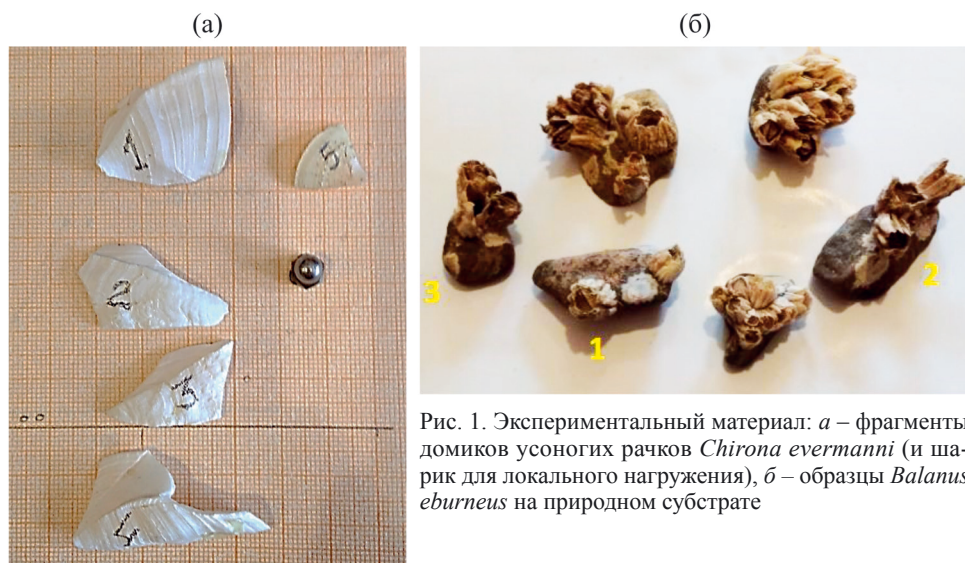 (а)
(б)
1
5
2
3
5
3
1
2
Рис. 1. Экспериментальный материал: а – фрагменты
домиков усоногих рачков Chirona evermanni (и ша-
рик для локального нагружения), б – образцы Balanus
eburneus на природном субстрате